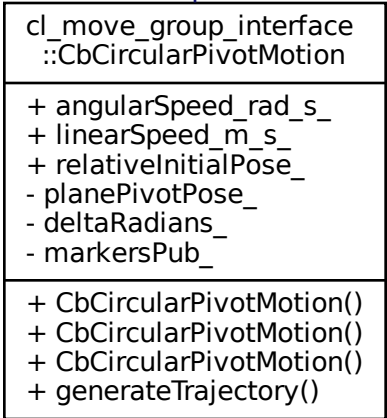 cl_move_group_interface
::CbCircularPivotMotion
+ angularSpeed_rad_s_
+ linearSpeed_m_s_
+ relativeInitialPose_
- planePivotPose_
- deltaRadians_
- markersPub_
+ CbCircularPivotMotion()
+ CbCircularPivotMotion()
+ CbCircularPivotMotion()
+ generateTrajectory()